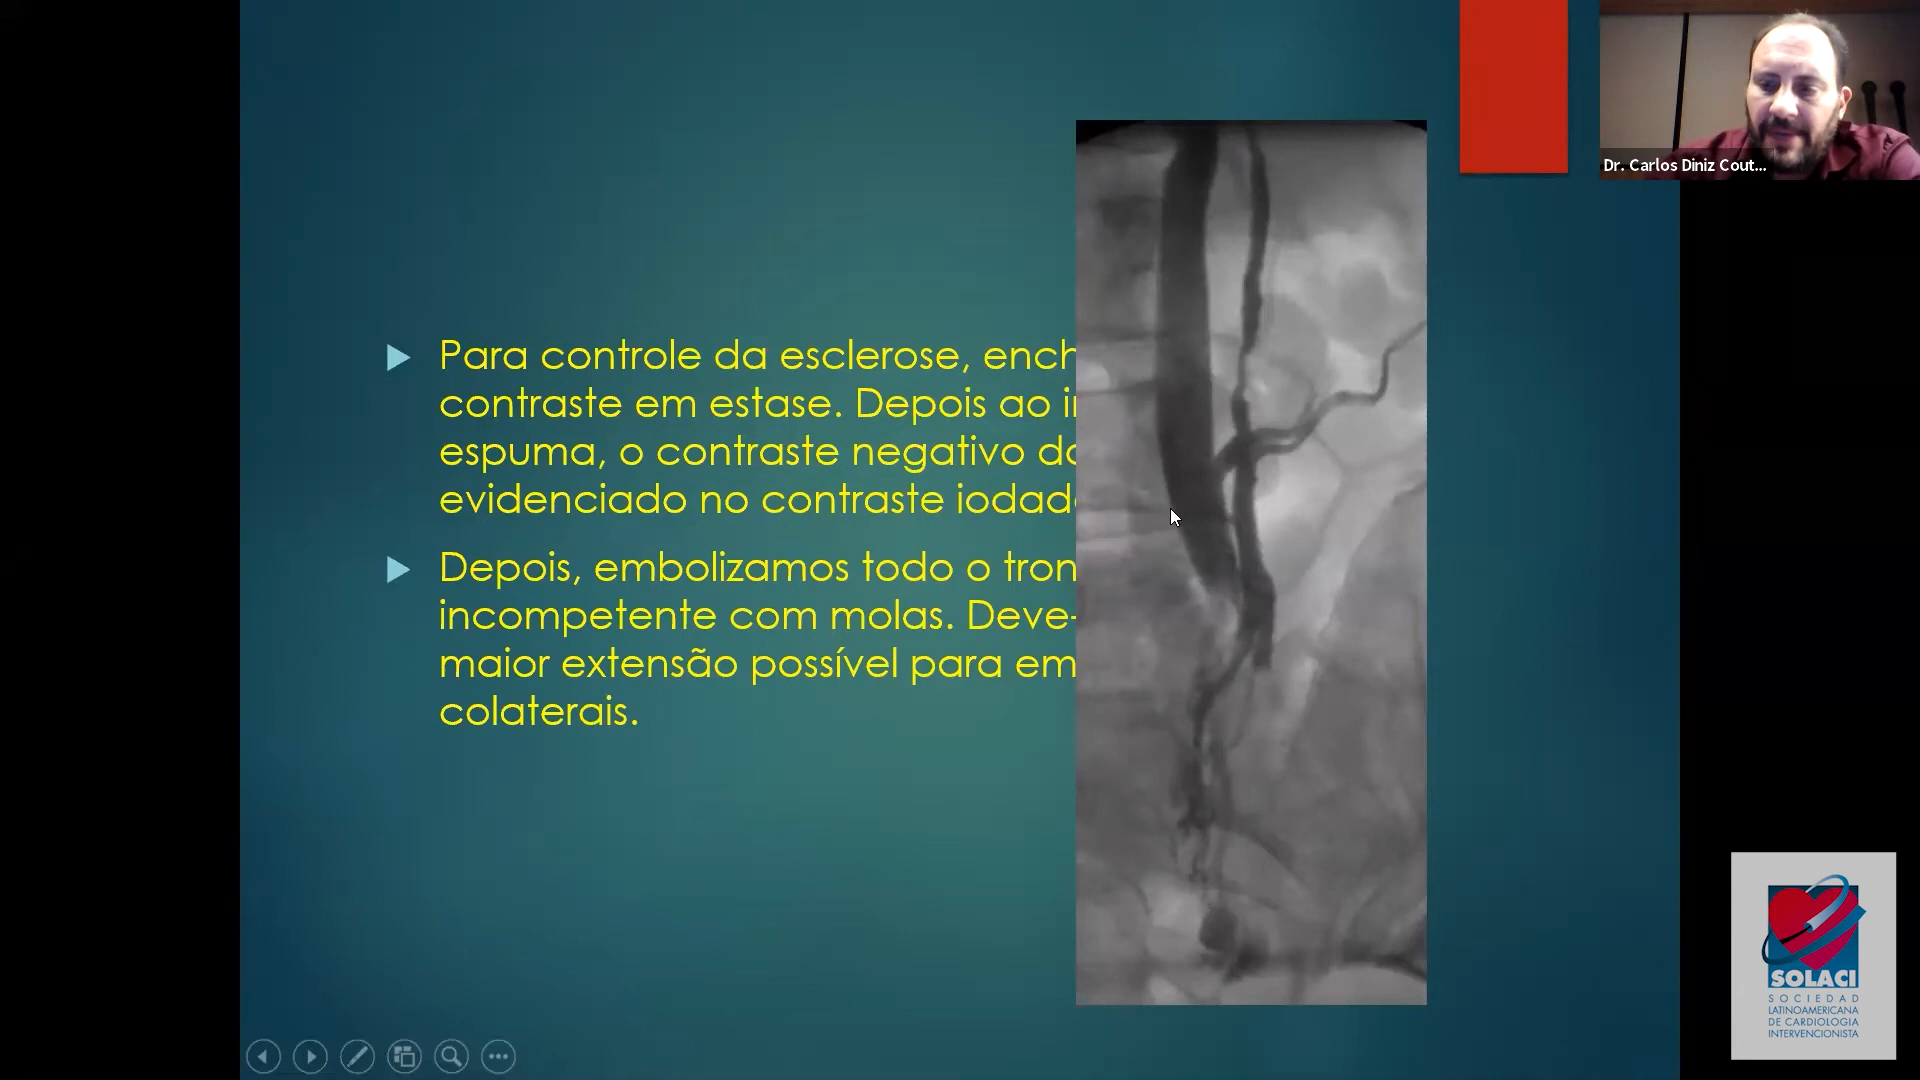 Dr. Carlos Diniz Cout...
Para controle da esclerose, ench
contraste em estase. Depois ao i
espuma, o contraste negativo da
evidenciado no contraste iodad
Depois, embolizamos todo o tron
incompetente com molas. Deve-
maior extensão possível para em
colaterais.
SOLACI
SOCIEDAD
LATINOAMERICANA
DE CARDIOLOGIA
INTERVENCIONISTA